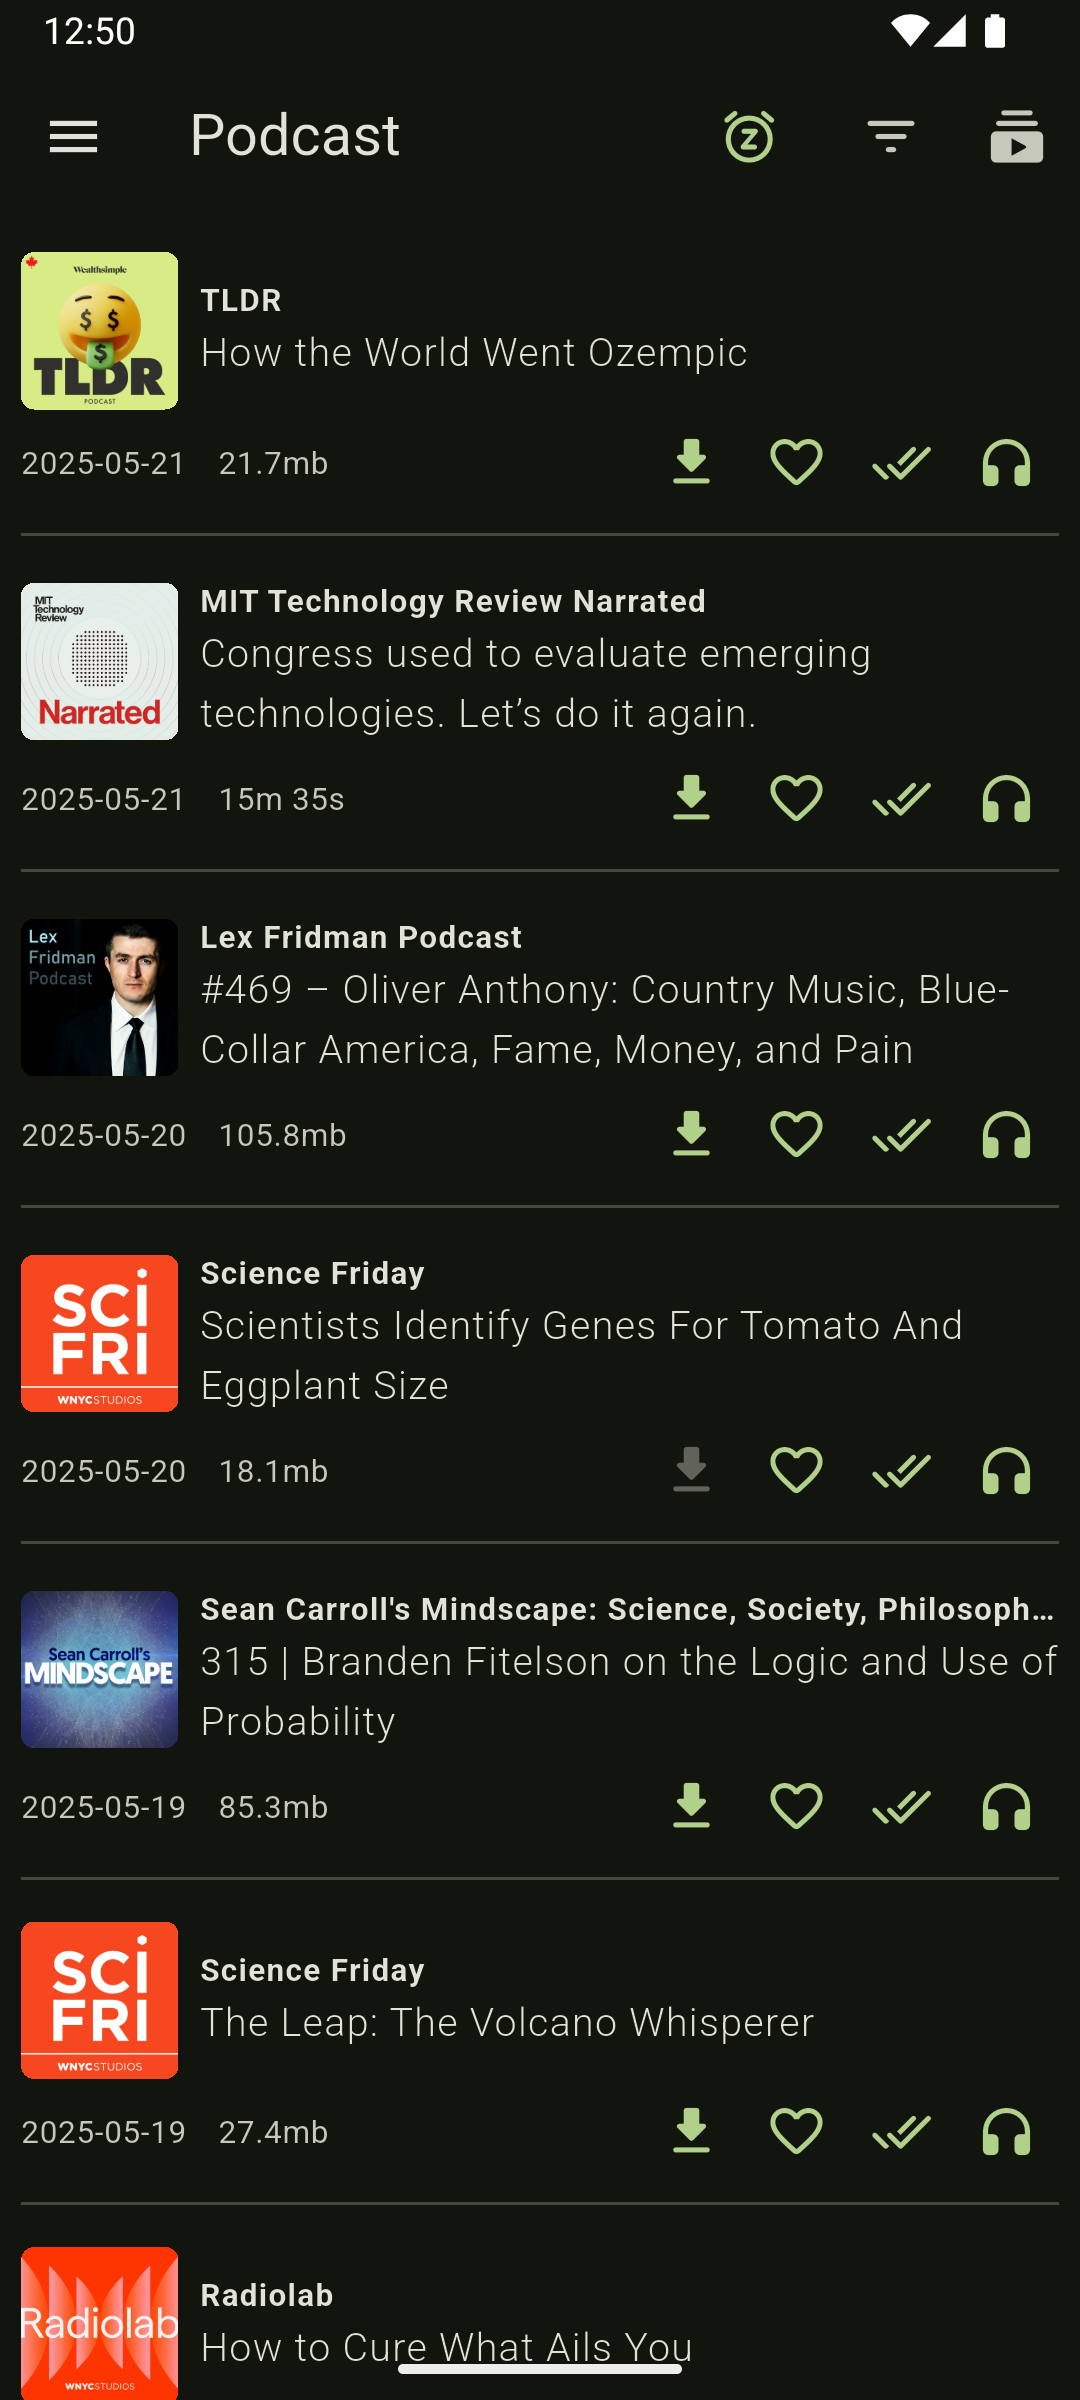 12:50
Podcast
Wealthsimple
TLDR
PODCAST
TLDR
How the World Went Ozempic
2025-05-21 21.7mb
MIT
Technology
Review
Narrated
MIT Technology Review Narrated
Congress used to evaluate emerging
technologies. Let’s do it again.
2025-05-21 15m 35s
Lex
Fridman
Podcast
Lex Fridman Podcast
#469 – Oliver Anthony: Country Music, Blue-
Collar America, Fame, Money, and Pain
2025-05-20 105.8mb
SCI
FRI
WNYCSTUDIOS
Science Friday
Scientists Identify Genes For Tomato And
Eggplant Size
2025-05-20 18.1mb
Sean Carroll's
MINDSCAPE
Sean Carroll's Mindscape: Science, Society, Philosoph...
315 | Branden Fitelson on the Logic and Use of
Probability
2025-05-19 85.3mb
SCI
FRI
WNYCSTUDIOS
Science Friday
The Leap: The Volcano Whisperer
2025-05-19 27.4mb
Radiolab
WNYCSTUDIOS
Radiolab
How to Cure What Ails You